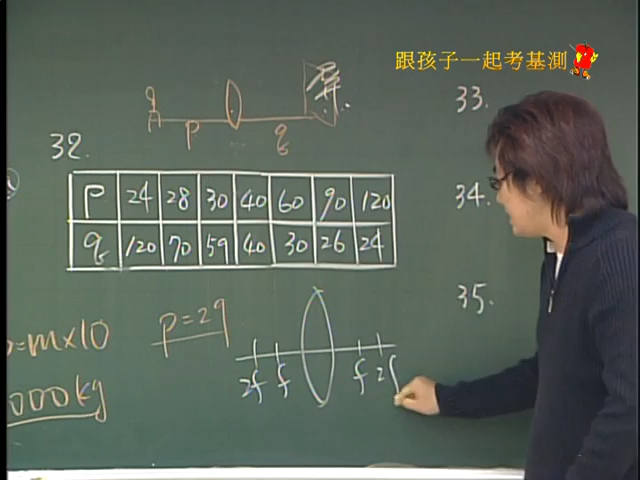 跟孩子一起考基測
屏.
p
q
32.
33.
P 24 28 30 40 60 90 120
q 120 70 59 40 30 26 24
34.
35.
p=29
=m×10
000kg
2f f f 2f